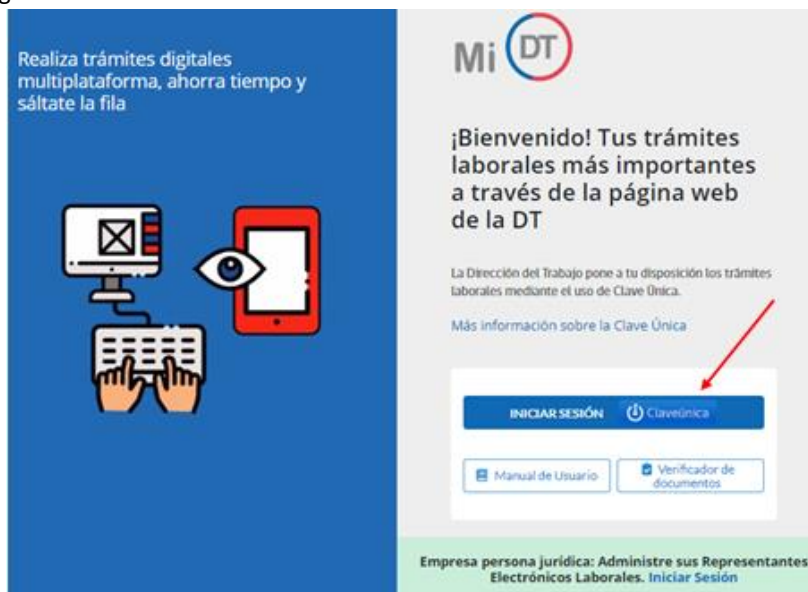 Realiza trámites digitales
multiplataforma, ahorra tiempo y
sáltate la fila
Mi DT
¡Bienvenido! Tus trámites
laborales más importantes
a través de la página web
de la DT
La Dirección del Trabajo pone a tu disposición los trámites
laborales mediante el uso de Clave Única.
Más información sobre la Clave Única
INICIAR SESIÓN ClaveÚnica
Manual de Usuario
Verificador de
documentos
Empresa persona jurídica: Administre sus Representantes
Electrónicos Laborales. Iniciar Sesión